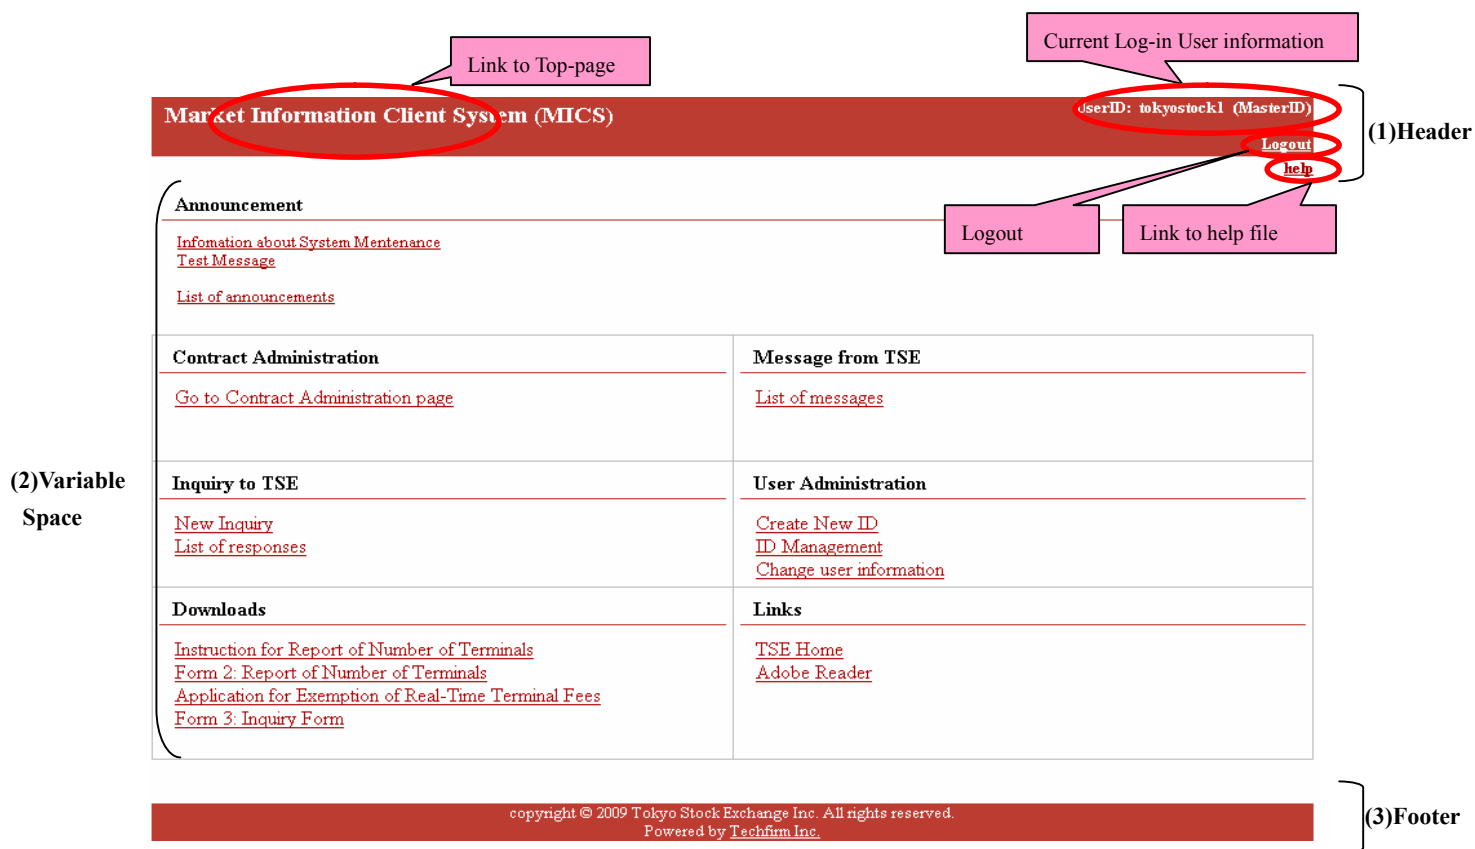 Current Log-in User information
Link to Top-page
Market Information Client System (MICS)
UserID: tokyostock1 (MasterID)
(1)Header
Logout
help
Announcement
Logout
Link to help file
Infomation about System Mentenance
Test Message
List of announcements
Contract Administration
Message from TSE
Go to Contract Administration page
List of messages
(2)Variable
Space
Inquiry to TSE
User Administration
New Inquiry
Create New ID
List of responses
ID Management
Change user information
Downloads
Links
Instruction for Report of Number of Terminals
TSE Home
Form 2: Report of Number of Terminals
Adobe Reader
Application for Exemption of Real-Time Terminal Fees
Form 3: Inquiry Form
copyright © 2009 Tokyo Stock Exchange Inc. All rights reserved.
Powered by Techfirm Inc.
(3)Footer